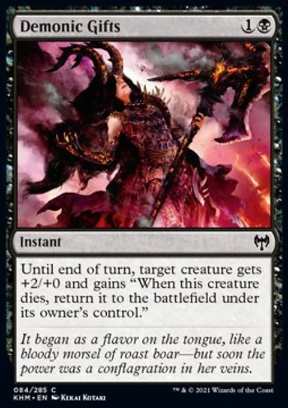 Demonic Gifts 1
Instant
Until end of turn, target creature gets
+2/+0 and gains “When this creature
dies, return it to the battlefield under
its owner’s control.”
It began as a flavor on the tongue, like a
bloody morsel of roast boar—but soon the
power was a conflagration in her veins.
084/285 C
KHM • EN KEKAI KOTAKI
™ & © 2021 Wizards of the Coast